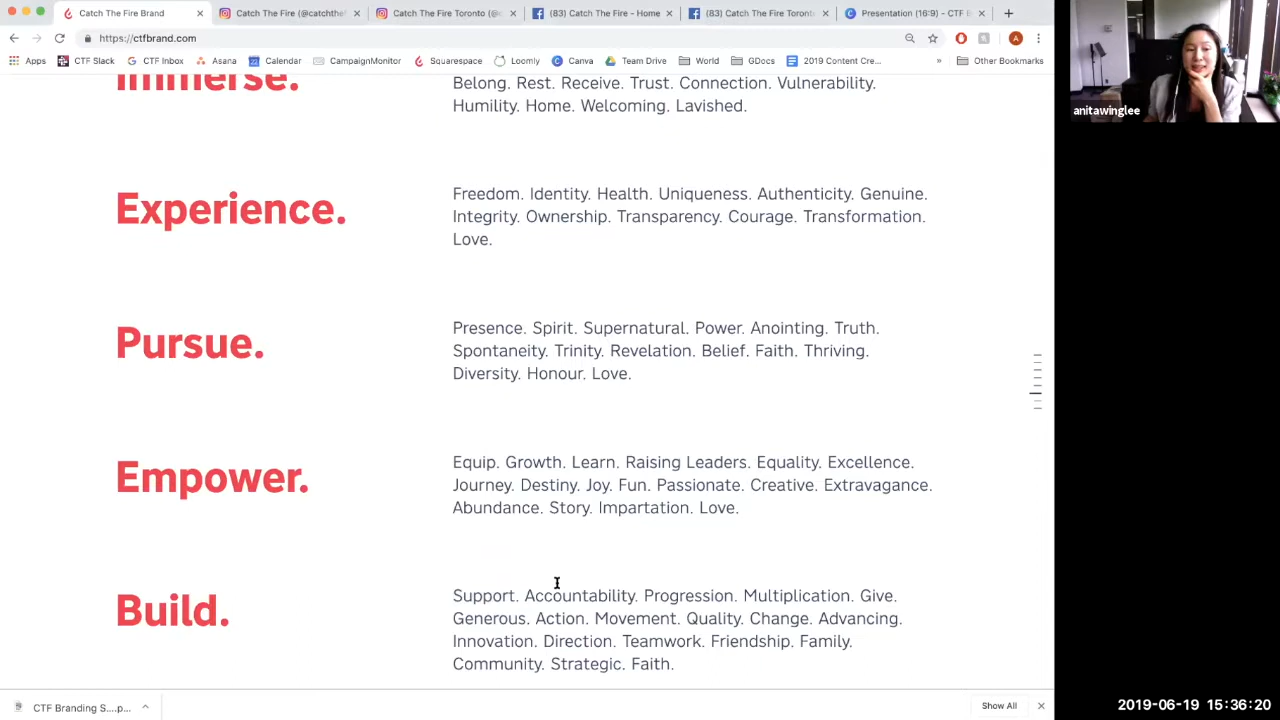 Catch The Fire Brand
Catch The Fire (@catchthef
Catch The Fire Toronto (@c
(83) Catch The Fire - Home
(83) Catch The Fire Toront
Presentation (16:9) - CTF B
https://ctfbrand.com
A
Apps
CTF Slack
CTF Inbox
Asana
Calendar
CampaignMonitor
Squarespace
Loomly
Canva
Team Drive
World
GDocs
2019 Content Cre...
»
Other Bookmarks
Immerse.
Belong. Rest. Receive. Trust. Connection. Vulnerability.
Humility. Home. Welcoming. Lavished.
Experience.
Freedom. Identity. Health. Uniqueness. Authenticity. Genuine.
Integrity. Ownership. Transparency. Courage. Transformation.
Love.
Pursue.
Presence. Spirit. Supernatural. Power. Anointing. Truth.
Spontaneity. Trinity. Revelation. Belief. Faith. Thriving.
Diversity. Honour. Love.
Empower.
Equip. Growth. Learn. Raising Leaders. Equality. Excellence.
Journey. Destiny. Joy. Fun. Passionate. Creative. Extravagance.
Abundance. Story. Impartation. Love.
Build.
Support. Accountability. Progression. Multiplication. Give.
Generous. Action. Movement. Quality. Change. Advancing.
Innovation. Direction. Teamwork. Friendship. Family.
Community. Strategic. Faith.
CTF Branding S....p...
Show All
anitawinglee
2019-06-19 15:36:20